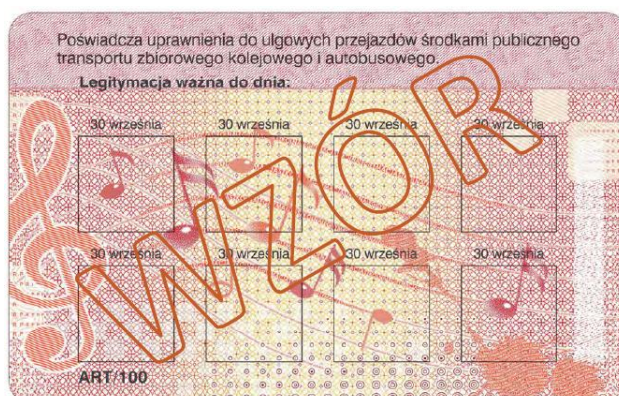 Poświadcza uprawnienia do ulgowych przejazdów środkami publicznego
transportu zbiorowego kolejowego i autobusowego.
Legitymacja ważna do dnia:
30 września 30 września 30 września 30 września
WZÓR
30 września 30 września 30 września 30 września
ART/100